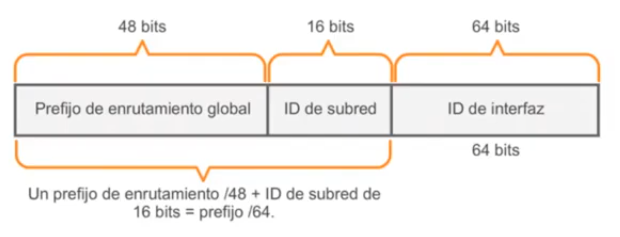 48 bits
16 bits
64 bits
Prefijo de enrutamiento global
ID de subred
ID de interfaz
64 bits
Un prefijo de enrutamiento /48 + ID de subred de
16 bits = prefijo /64.